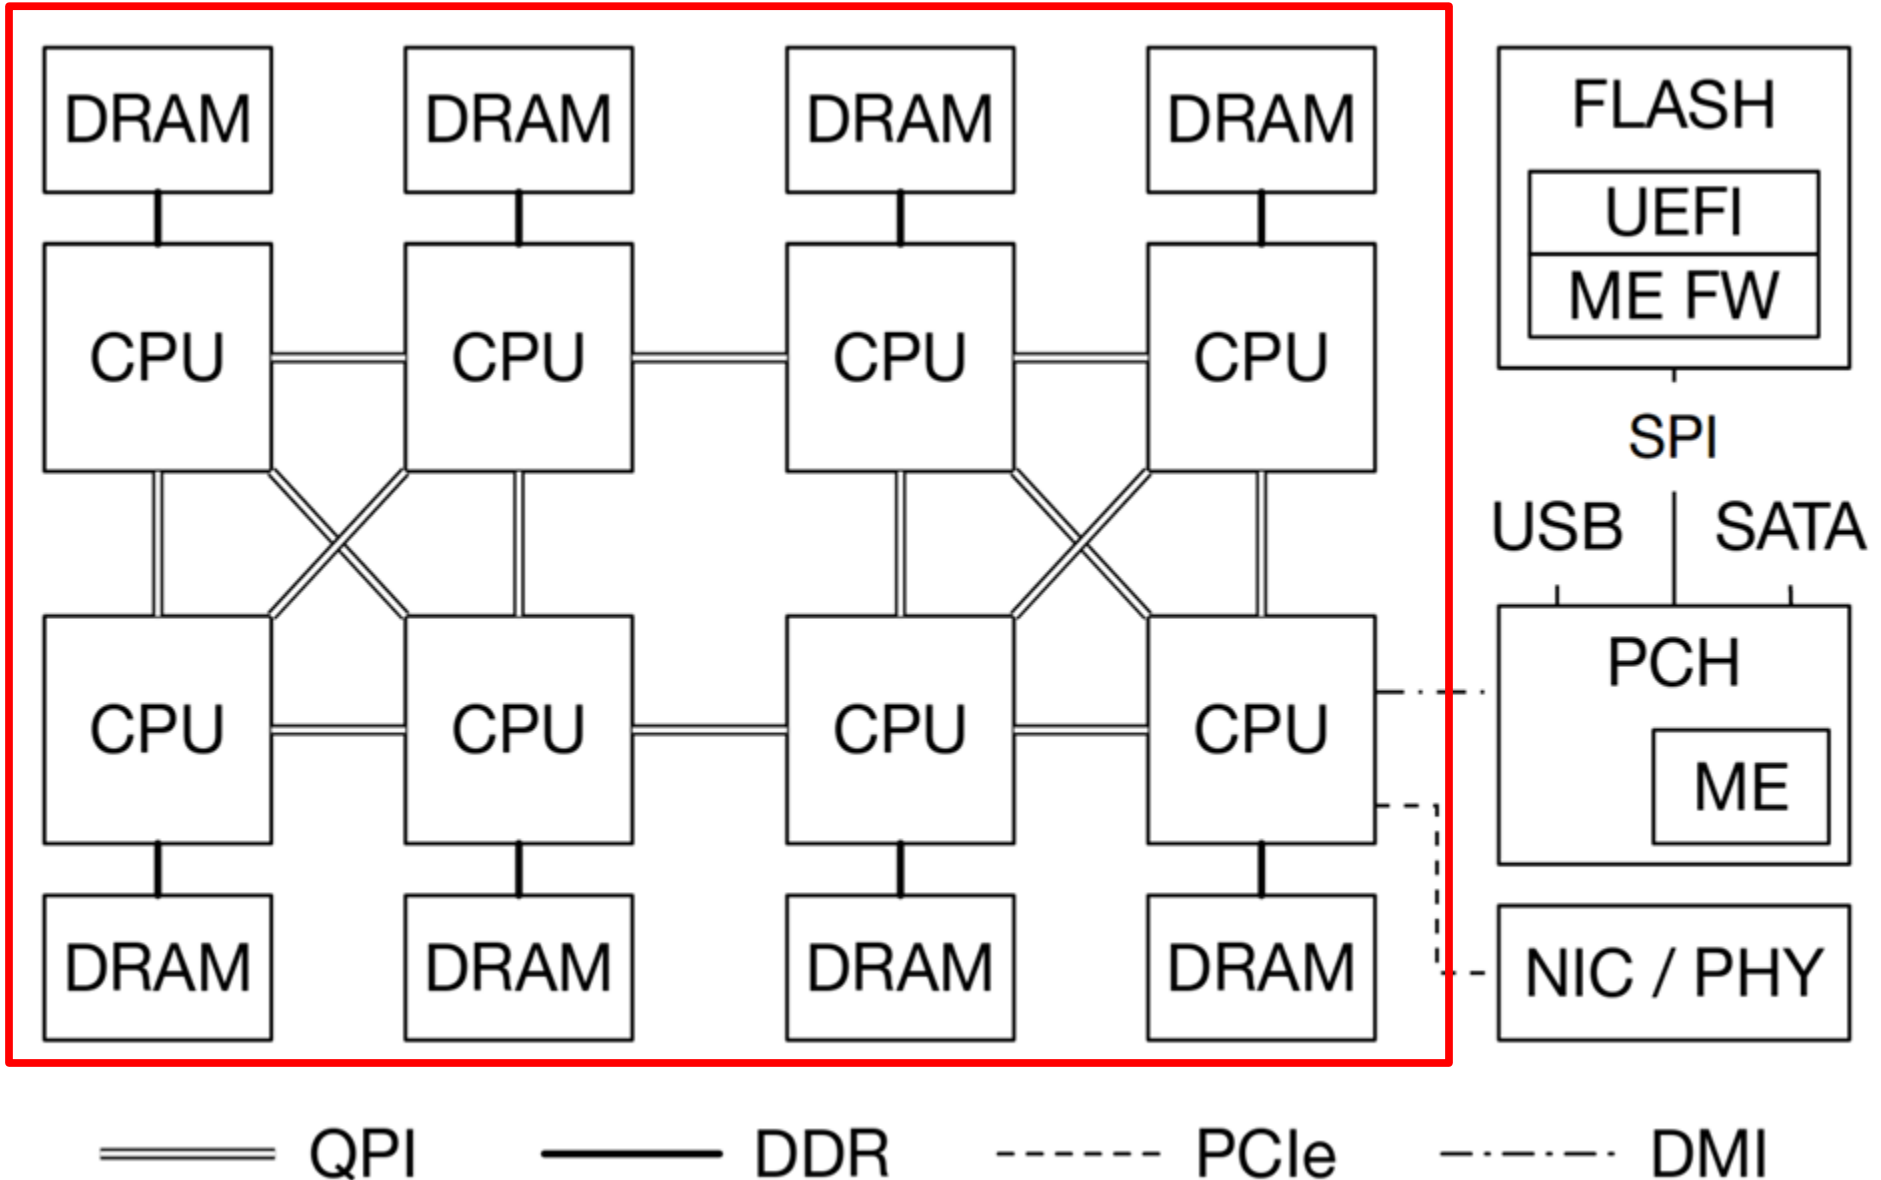 DRAM DRAM DRAM DRAM
FLASH
UEFI
ME FW
CPU CPU CPU CPU
SPI
USB SATA
PCH
CPU CPU CPU CPU
ME
DRAM DRAM DRAM DRAM
NIC / PHY
QPI DDR PCIe DMI